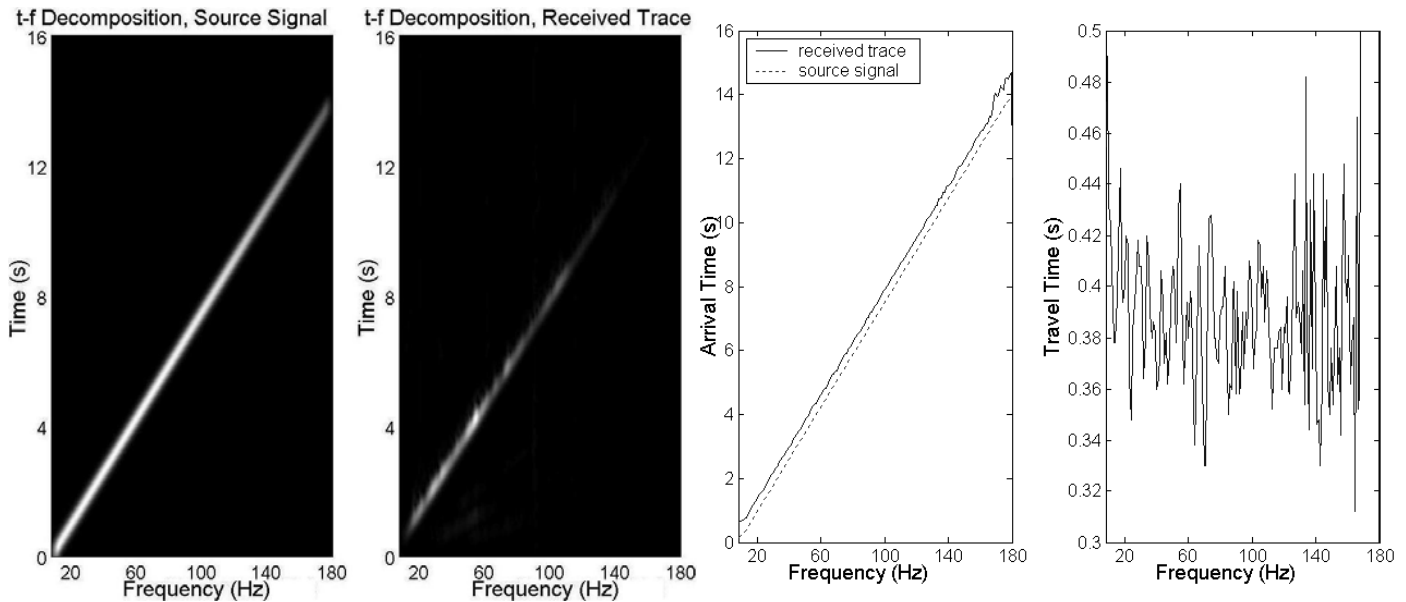 t-f Decomposition, Source Signal
16
12
8
4
0
Time (s)
20 60 100 140 180
Frequency (Hz)
t-f Decomposition, Received Trace
16
12
8
4
0
Time (s)
20 60 100 140 180
Frequency (Hz)
16
14
12
10
8
6
4
2
0
Arrival Time (s)
received trace
source signal
20 60 100 140 180
Frequency (Hz)
0.5
0.48
0.46
0.44
0.42
0.4
0.38
0.36
0.34
0.32
0.3
Travel Time (s)
20 60 100 140 180
Frequency (Hz)